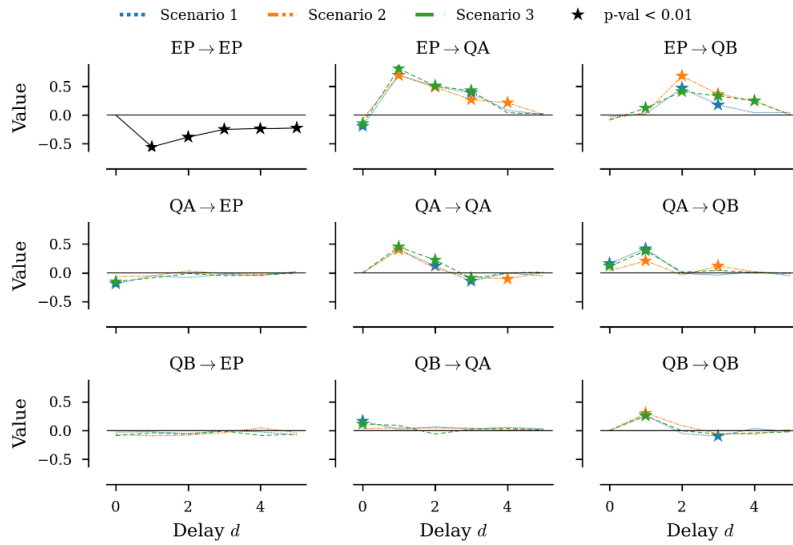 Scenario 1 Scenario 2 Scenario 3 p-val < 0.01
EP → EP EP → QA EP → QB
Value
0.5
0.0
−0.5
QA → EP QA → QA QA → QB
Value
0.5
0.0
−0.5
QB → EP QB → QA QB → QB
Value
0.5
0.0
−0.5
0 2 4 0 2 4 0 2 4
Delay d Delay d Delay d